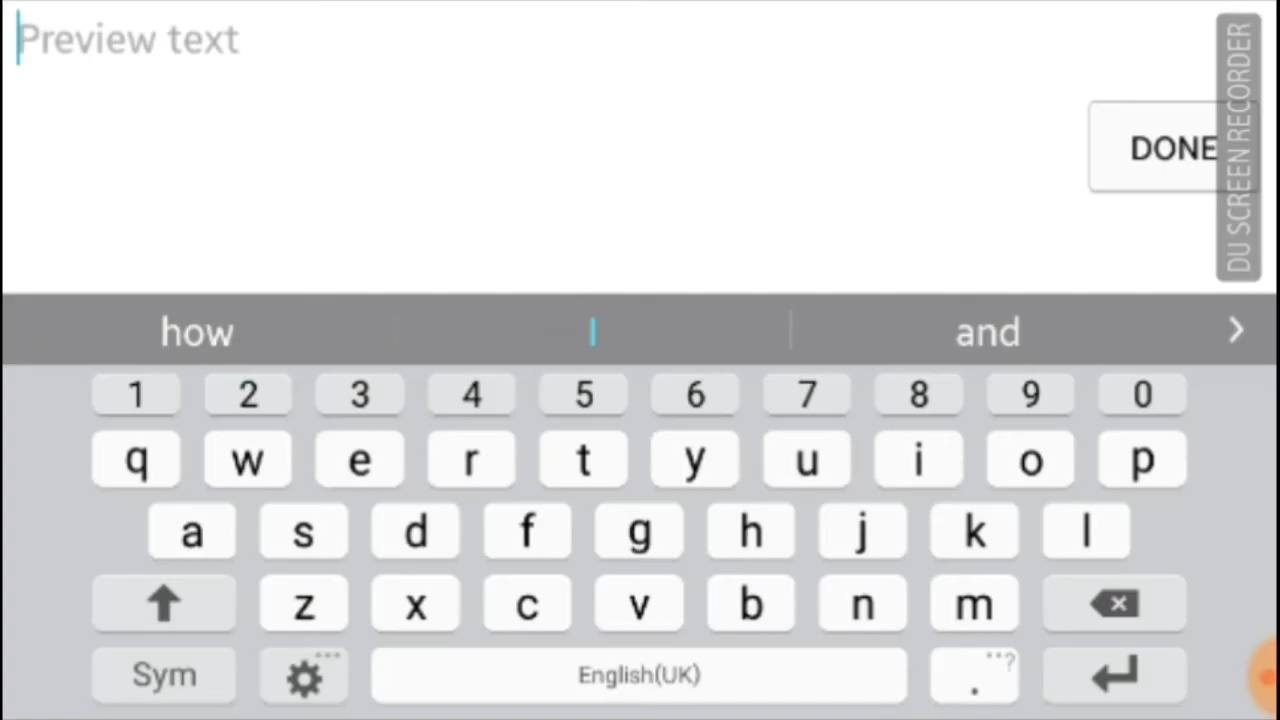 Preview text
DONE
DU SCREEN RECORDER
how I and
1 2 3 4 5 6 7 8 9 0
q w e r t y u i o p
a s d f g h j k l
z x c v b n m
Sym English(UK) . ?